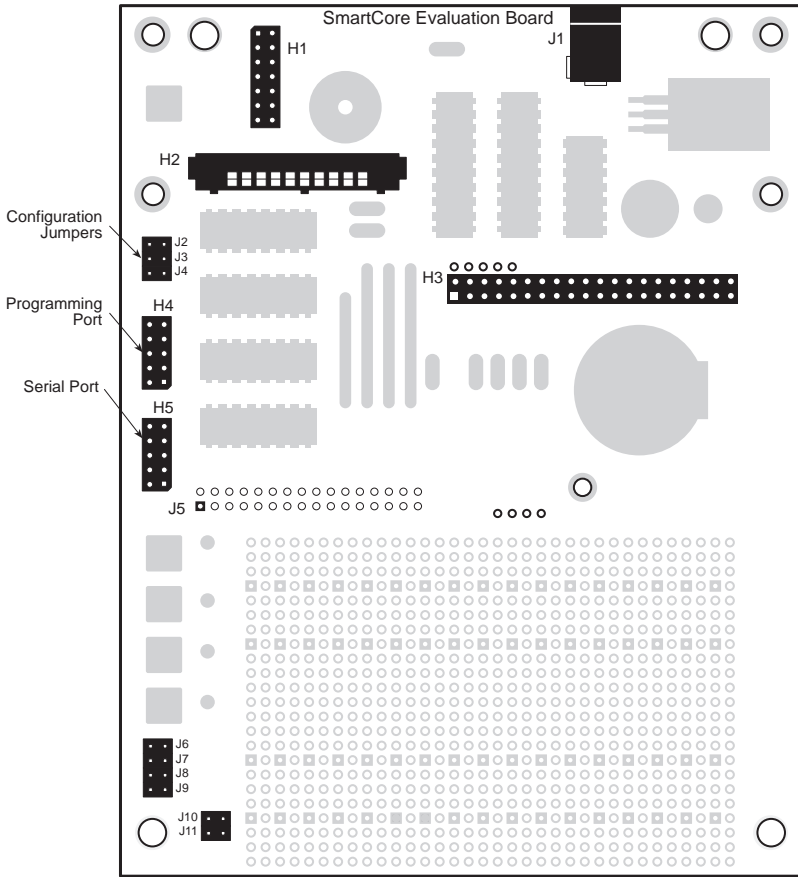 SmartCore Evaluation Board
H1
J1
H2
Configuration
Jumpers
J2
J3
J4
H3
Programming
Port
H4
Serial Port
H5
J5
J6
J7
J8
J9
J10
J11